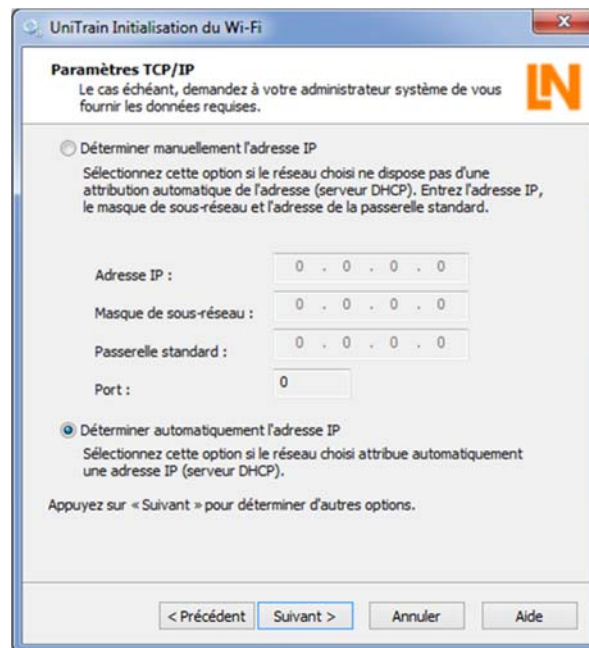 UniTrain Initialisation du Wi-Fi
Paramètres TCP/IP
Le cas échéant, demandez à votre administrateur système de vous
fournir les données requises.
LN
Déterminer manuellement l'adresse IP
Sélectionnez cette option si le réseau choisi ne dispose pas d'une
attribution automatique de l'adresse (serveur DHCP). Entrez l'adresse IP,
le masque de sous-réseau et l'adresse de la passerelle standard.
Adresse IP : 0 . 0 . 0 . 0
Masque de sous-réseau : 0 . 0 . 0 . 0
Passerelle standard : 0 . 0 . 0 . 0
Port : 0
Déterminer automatiquement l'adresse IP
Sélectionnez cette option si le réseau choisi attribue automatiquement
une adresse IP (serveur DHCP).
Appuyez sur « Suivant » pour déterminer d'autres options.
< Précédent Suivant > Annuler Aide